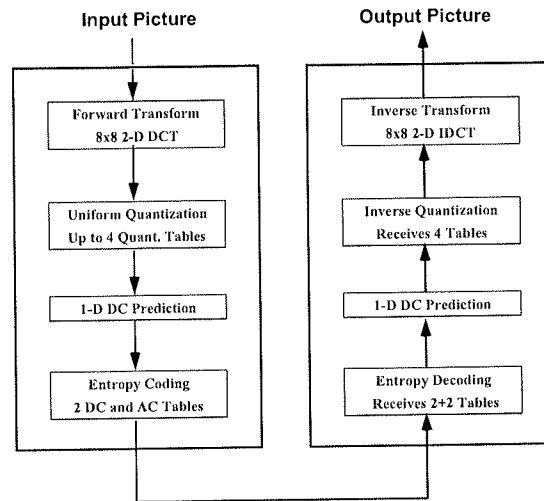 Input Picture
Forward Transform
8x8 2-D DCT
Uniform Quantization
Up to 4 Quant. Tables
1-D DC Prediction
Entropy Coding
2 DC and AC Tables
Output Picture
Inverse Transform
8x8 2-D IDCT
Inverse Quantization
Receives 4 Tables
1-D DC Prediction
Entropy Decoding
Receives 2+2 Tables